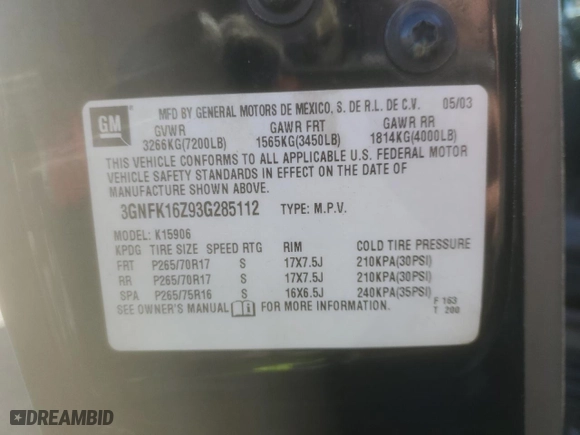 GM
MFD BY GENERAL MOTORS DE MEXICO, S. DE R.L. DE C.V. 05/03
GVWR GAWR FRT GAWR RR
3266KG(7200LB) 1565KG(3450LB) 1814KG(4000LB)
THIS VEHICLE CONFORMS TO ALL APPLICABLE U.S. FEDERAL MOTOR
VEHICLE SAFETY STANDARDS IN EFFECT ON THE DATE OF
MANUFACTURE SHOWN ABOVE.
3GNFK16Z93G285112 TYPE: M.P.V.
MODEL: K15906
KPDG TIRE SIZE SPEED RTG RIM COLD TIRE PRESSURE
FRT P265/70R17 S 17X7.5J 210KPA(30PSI)
RR P265/70R17 S 17X7.5J 210KPA(30PSI)
SPA P265/75R16 S 16X6.5J 240KPA(35PSI)
SEE OWNER'S MANUAL FOR MORE INFORMATION.
F 163
T 200
DREAMBID